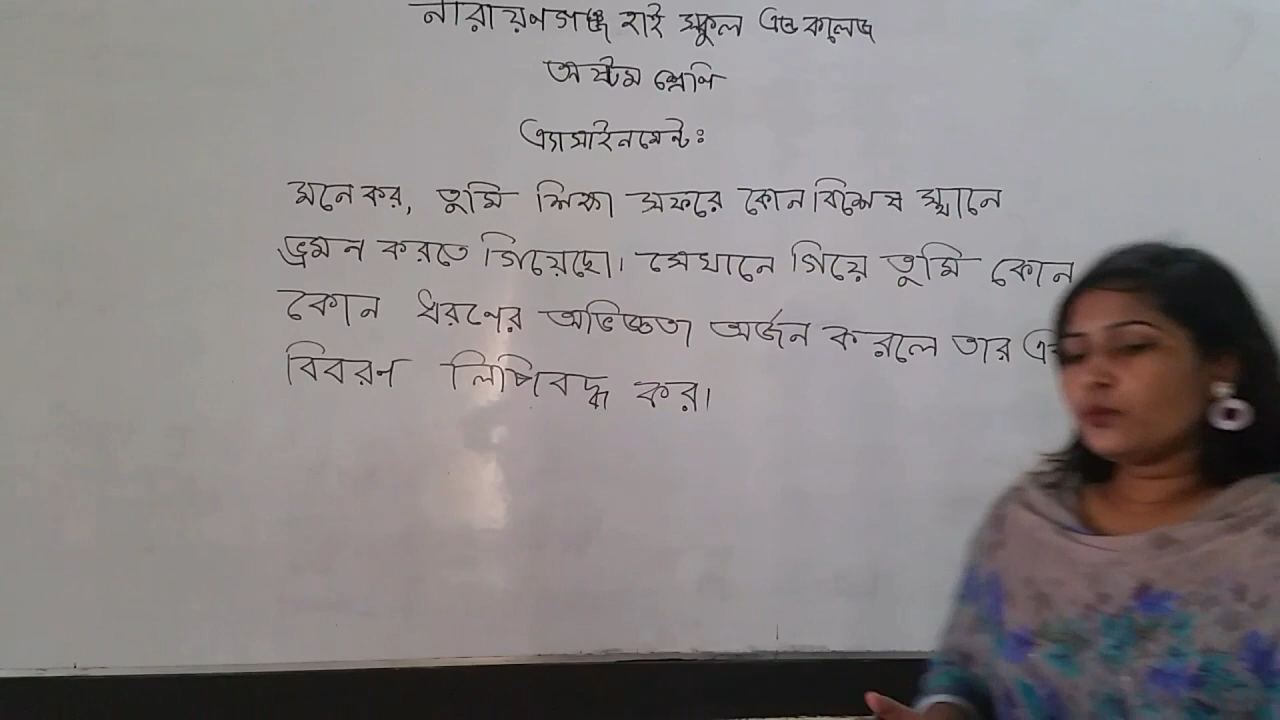 নারায়ণগঞ্জ হাই স্কুল এন্ড কলেজ
অষ্টম শ্রেণি
এ্যাসাইনমেন্টঃ
মনে কর, তুমি শিক্ষা সফরে কোন বিশেষ স্থানে
ভ্রমন করতে গিয়েছো। সেখানে গিয়ে তুমি কোন
কোন ধরণের অভিজ্ঞতা অর্জন করলে তার
বিবরন লিপিবদ্ধ কর।